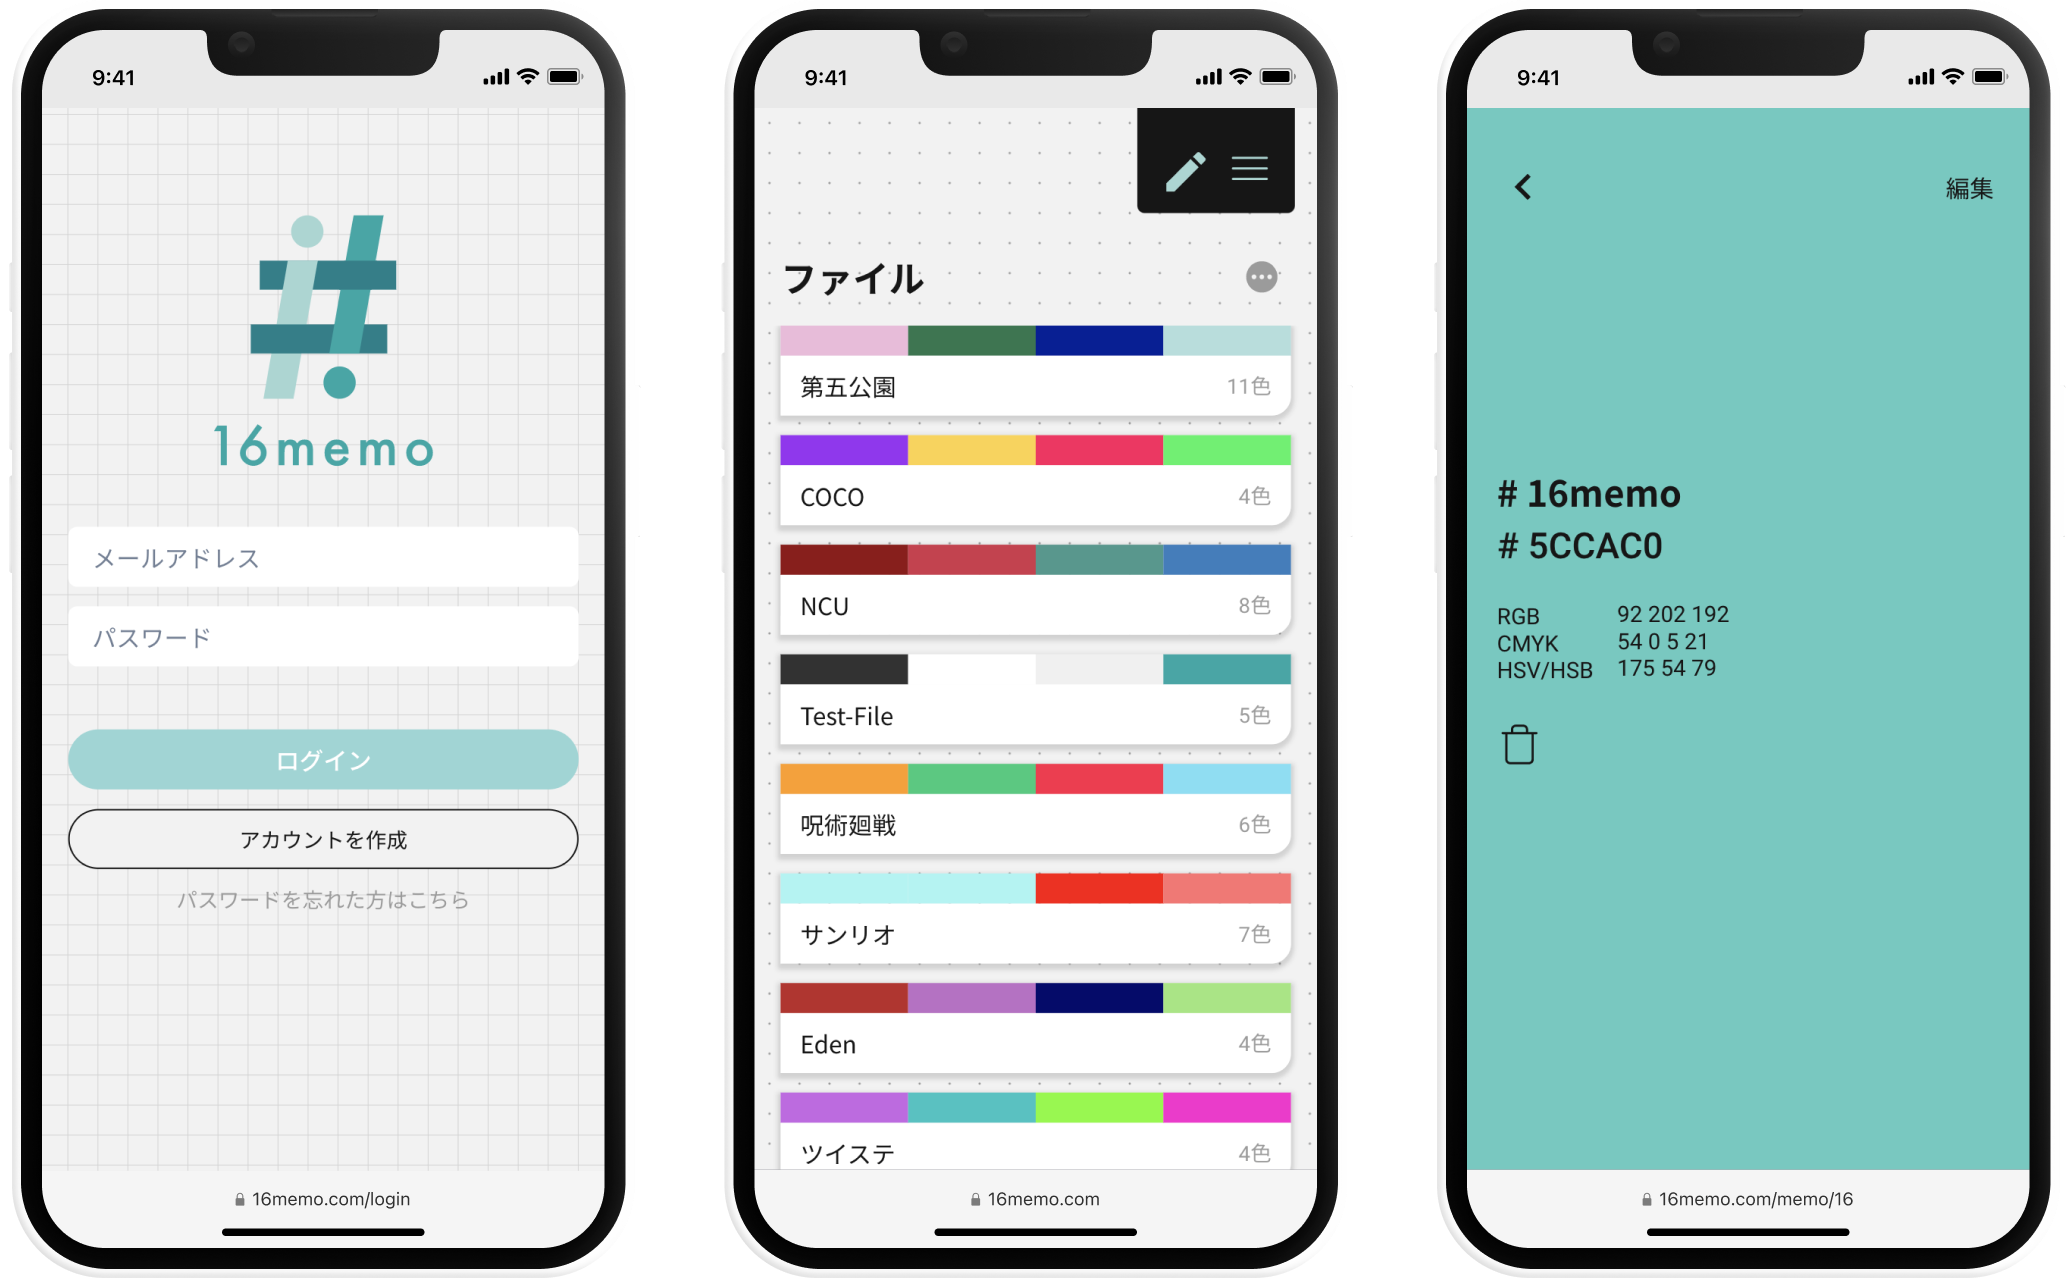 9:41
16memo
メールアドレス
パスワード
ログイン
アカウントを作成
パスワードを忘れた方はこちら
16memo.com/login
9:41
ファイル
第五公園 11色
COCO 4色
NCU 8色
Test-File 5色
呪術廻戦 6色
サンリオ 7色
Eden 4色
ツイステ 4色
16memo.com
9:41
編集
# 16memo
# 5CCAC0
RGB 92 202 192
CMYK 54 0 5 21
HSV/HSB 175 54 79
16memo.com/memo/16